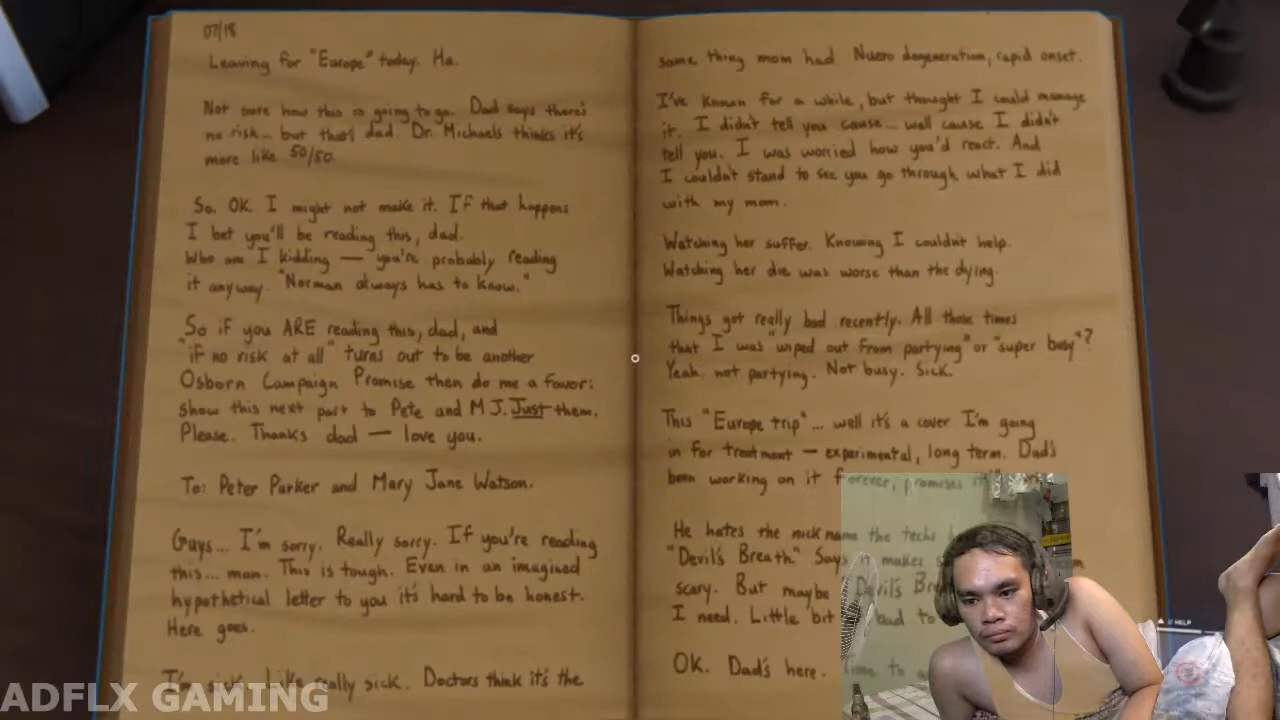 07/18
Leaving for "Europe" today. Ha.
Not sure how this is going to go. Dad says there's
no risk... but that's dad. Dr. Michaels thinks it's
more like 50/50.
So. OK. I might not make it. If that happens
I bet you'll be reading this, dad.
Who am I kidding — you're probably reading
it anyway. "Norman always has to know."
So if you ARE reading this, dad, and
"if no risk at all" turns out to be another
Osborn Campaign Promise then do me a favor:
show this next part to Pete and MJ. Just them.
Please. Thanks dad — love you.
To: Peter Parker and Mary Jane Watson.
Guys... I'm sorry. Really sorry. If you're reading
this... man. This is tough. Even in an imagined
hypothetical letter to you it's hard to be honest.
Here goes.
I'm sick. Like really sick. Doctors think it's the
same thing mom had Nuero degeneration, rapid onset.
I've known for a while, but thought I could manage
it. I didn't tell you cause... well cause I didn't
tell you. I was worried how you'd react. And
I couldn't stand to see you go through what I did
with my mom.
Watching her suffer. Knowing I couldn't help.
Watching her die was worse than the dying.
Things got really bad recently. All those times
that I was "wiped out from partying" or "super busy"?
Yeah. not partying. Not busy. Sick.
This "Europe trip"... well it's a cover I'm going
in for treatment — experimental, long term. Dad's
been working on it forever, promises
He hates the nickname the techs
"Devil's Breath." Says it makes
scary. But maybe Devil's
I need. Little bit
OK. Dad's here. Time to
HELP
ADFLX GAMING